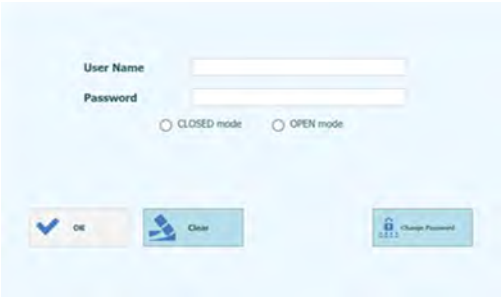 User Name
Password
CLOSED mode OPEN mode
OK Clear Change Password